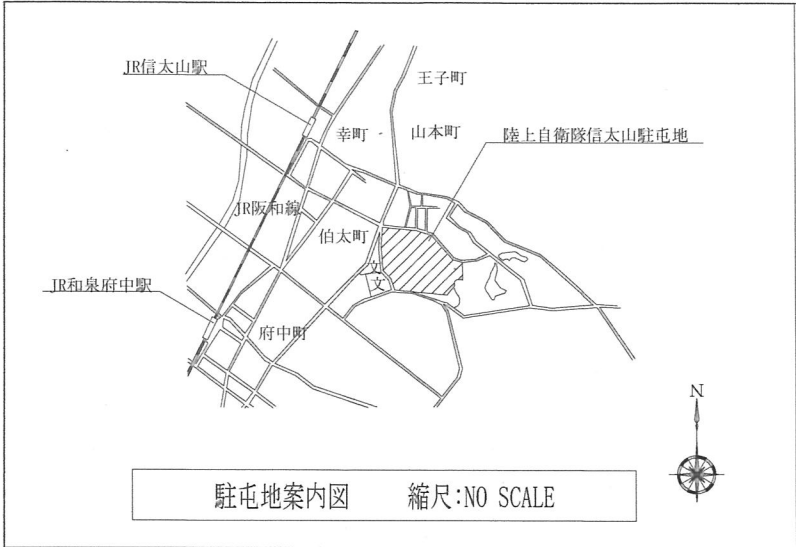 JR信太山駅
王子町
幸町
山本町
陸上自衛隊信太山駐屯地
JR阪和線
伯太町
文
文
JR和泉府中駅
府中町
N
駐屯地案内図 縮尺:NO SCALE